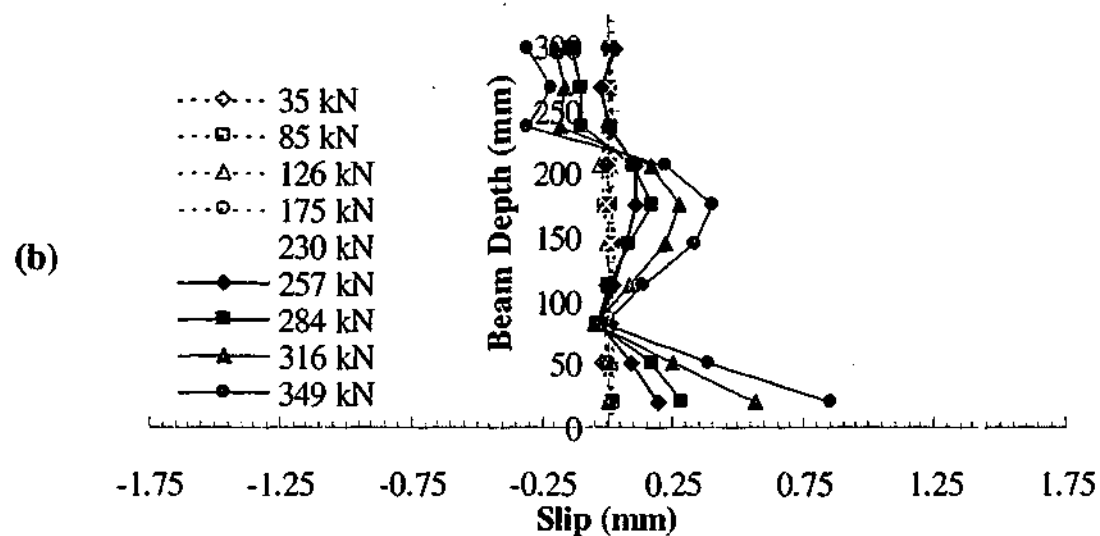 (b)
35 kN
85 kN
126 kN
175 kN
230 kN
257 kN
284 kN
316 kN
349 kN
Beam Depth (mm)
300
250
200
150
100
50
0
-1.75 -1.25 -0.75 -0.25 0.25 0.75 1.25 1.75
Slip (mm)